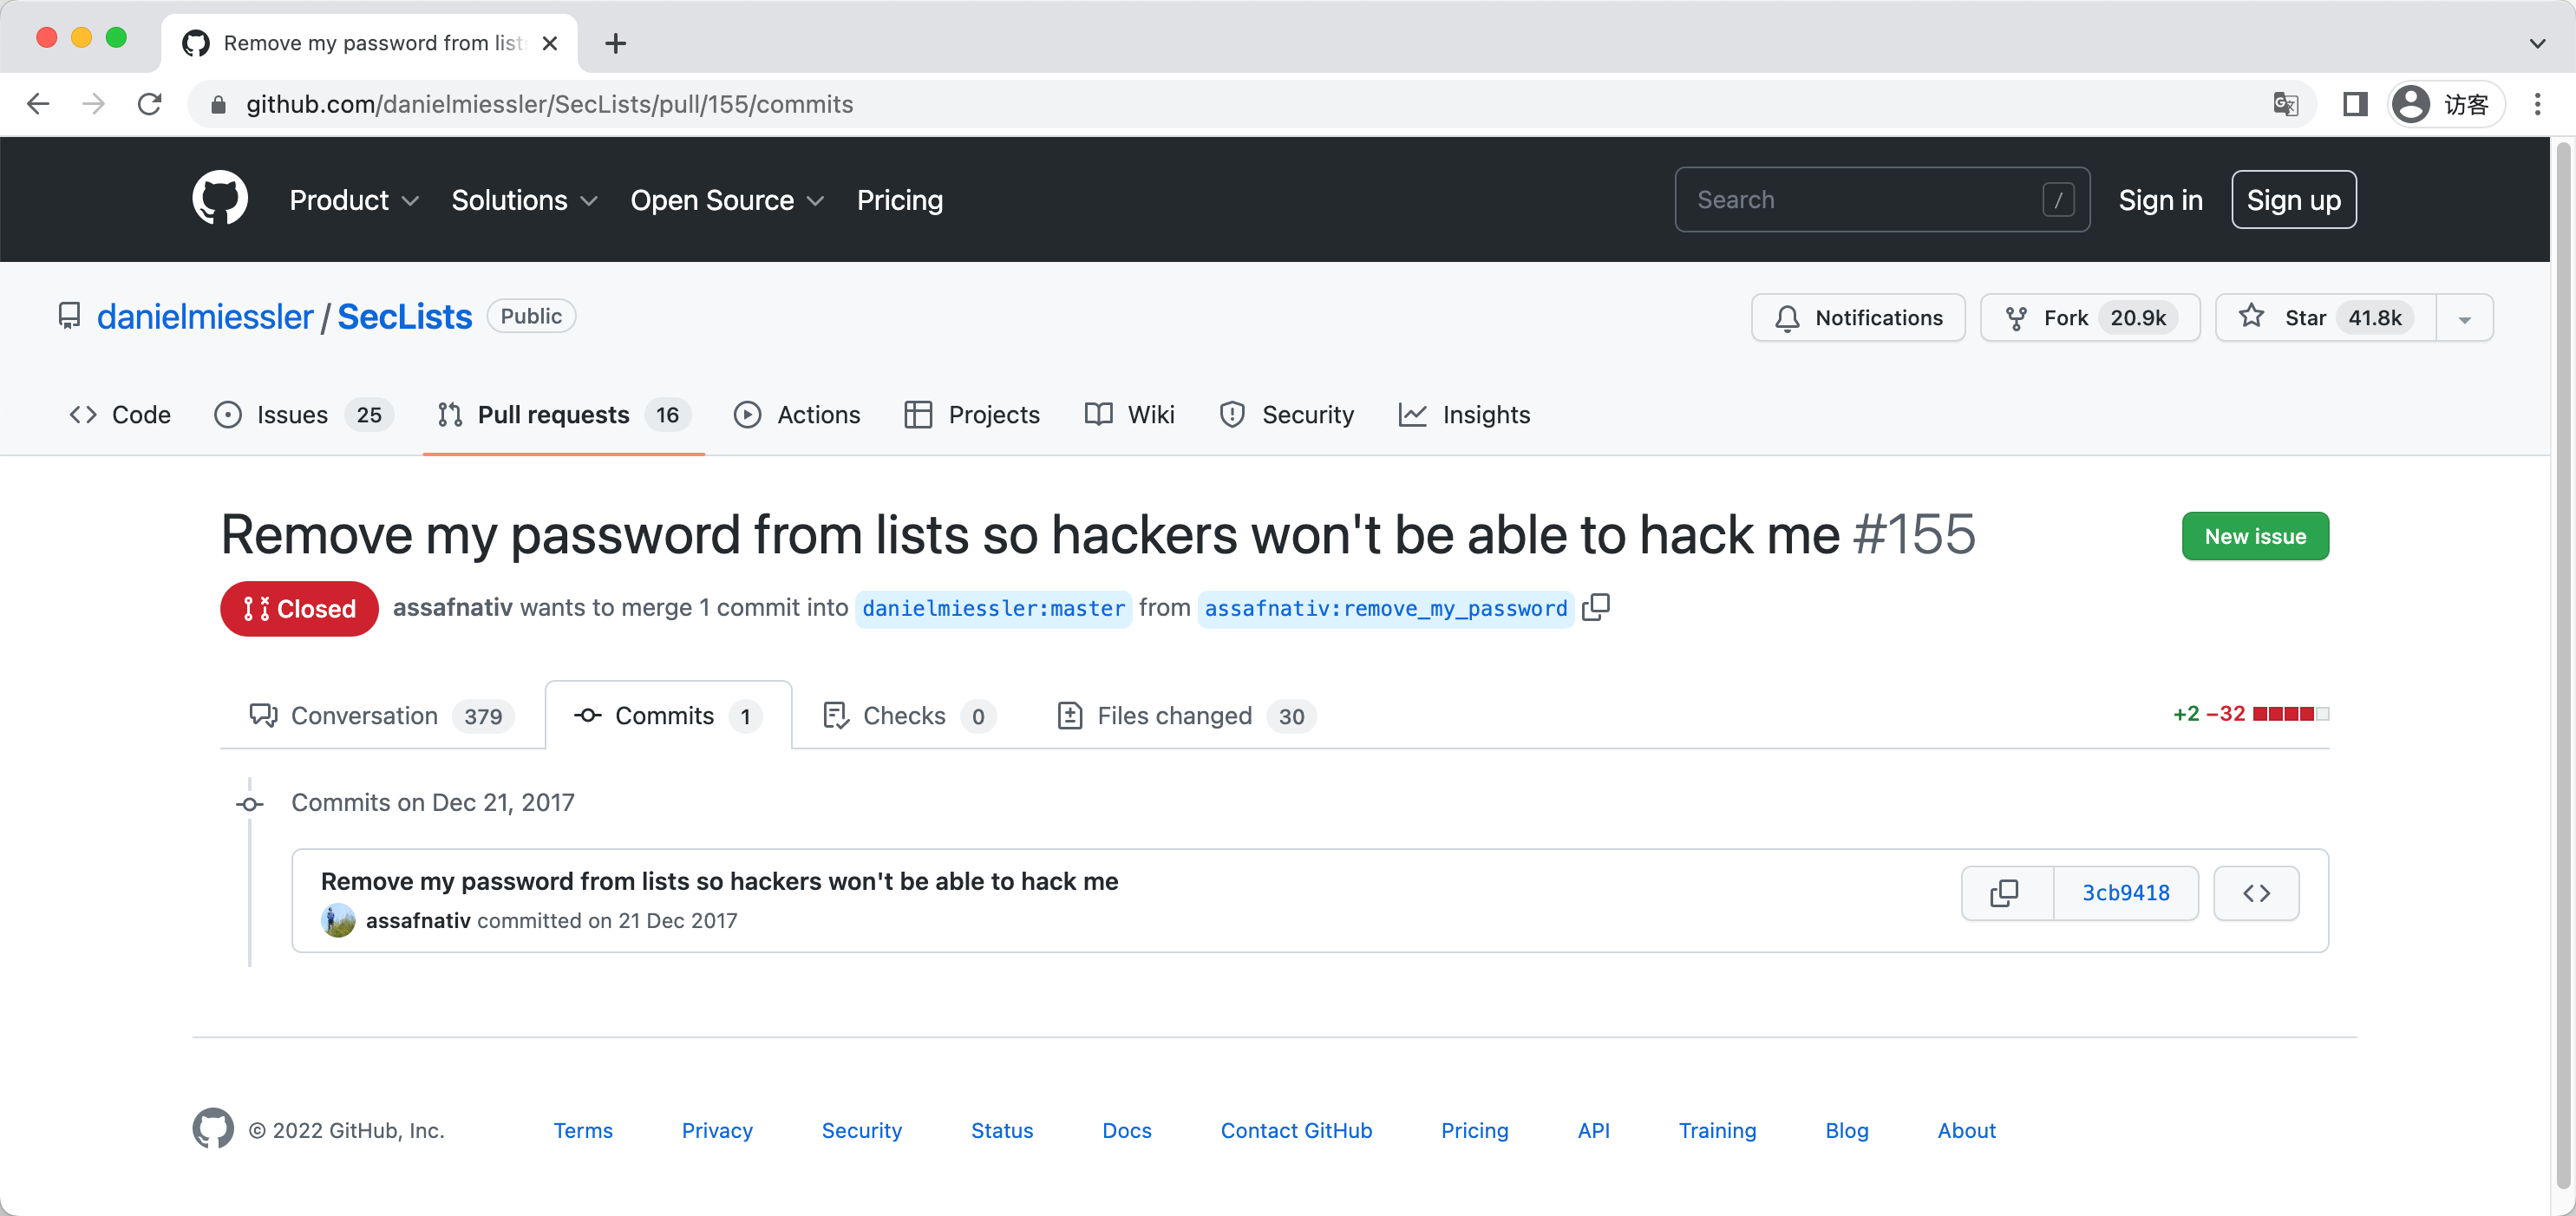 Remove my password from list
github.com/danielmiessler/SecLists/pull/155/commits
访客
Product
Solutions
Open Source
Pricing
Search
/
Sign in
Sign up
danielmiessler / SecLists
Public
Notifications
Fork 20.9k
Star 41.8k
Code
Issues 25
Pull requests 16
Actions
Projects
Wiki
Security
Insights
Remove my password from lists so hackers won't be able to hack me #155
New issue
Closed
assafnativ wants to merge 1 commit into danielmiessler:master from assafnativ:remove_my_password
Conversation 379
Commits 1
Checks 0
Files changed 30
+2 −32
Commits on Dec 21, 2017
Remove my password from lists so hackers won't be able to hack me
assafnativ committed on 21 Dec 2017
3cb9418
© 2022 GitHub, Inc.
Terms
Privacy
Security
Status
Docs
Contact GitHub
Pricing
API
Training
Blog
About